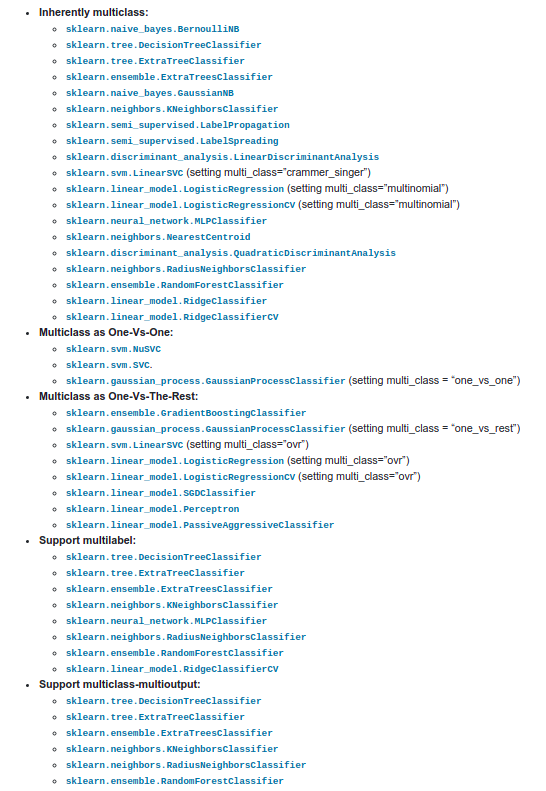 Inherently multiclass:
sklearn.naive_bayes.BernoulliNB
sklearn.tree.DecisionTreeClassifier
sklearn.tree.ExtraTreeClassifier
sklearn.ensemble.ExtraTreesClassifier
sklearn.naive_bayes.GaussianNB
sklearn.neighbors.KNeighborsClassifier
sklearn.semi_supervised.LabelPropagation
sklearn.semi_supervised.LabelSpreading
sklearn.discriminant_analysis.LinearDiscriminantAnalysis
sklearn.svm.LinearSVC (setting multi_class=”crammer_singer”)
sklearn.linear_model.LogisticRegression (setting multi_class=”multinomial”)
sklearn.linear_model.LogisticRegressionCV (setting multi_class=”multinomial”)
sklearn.neural_network.MLPClassifier
sklearn.neighbors.NearestCentroid
sklearn.discriminant_analysis.QuadraticDiscriminantAnalysis
sklearn.neighbors.RadiusNeighborsClassifier
sklearn.ensemble.RandomForestClassifier
sklearn.linear_model.RidgeClassifier
sklearn.linear_model.RidgeClassifierCV
Multiclass as One-Vs-One:
sklearn.svm.NuSVC
sklearn.svm.SVC.
sklearn.gaussian_process.GaussianProcessClassifier (setting multi_class = “one_vs_one”)
Multiclass as One-Vs-The-Rest:
sklearn.ensemble.GradientBoostingClassifier
sklearn.gaussian_process.GaussianProcessClassifier (setting multi_class = “one_vs_rest”)
sklearn.svm.LinearSVC (setting multi_class=”ovr”)
sklearn.linear_model.LogisticRegression (setting multi_class=”ovr”)
sklearn.linear_model.LogisticRegressionCV (setting multi_class=”ovr”)
sklearn.linear_model.SGDClassifier
sklearn.linear_model.Perceptron
sklearn.linear_model.PassiveAggressiveClassifier
Support multilabel:
sklearn.tree.DecisionTreeClassifier
sklearn.tree.ExtraTreeClassifier
sklearn.ensemble.ExtraTreesClassifier
sklearn.neighbors.KNeighborsClassifier
sklearn.neural_network.MLPClassifier
sklearn.neighbors.RadiusNeighborsClassifier
sklearn.ensemble.RandomForestClassifier
sklearn.linear_model.RidgeClassifierCV
Support multiclass-multioutput:
sklearn.tree.DecisionTreeClassifier
sklearn.tree.ExtraTreeClassifier
sklearn.ensemble.ExtraTreesClassifier
sklearn.neighbors.KNeighborsClassifier
sklearn.neighbors.RadiusNeighborsClassifier
sklearn.ensemble.RandomForestClassifier